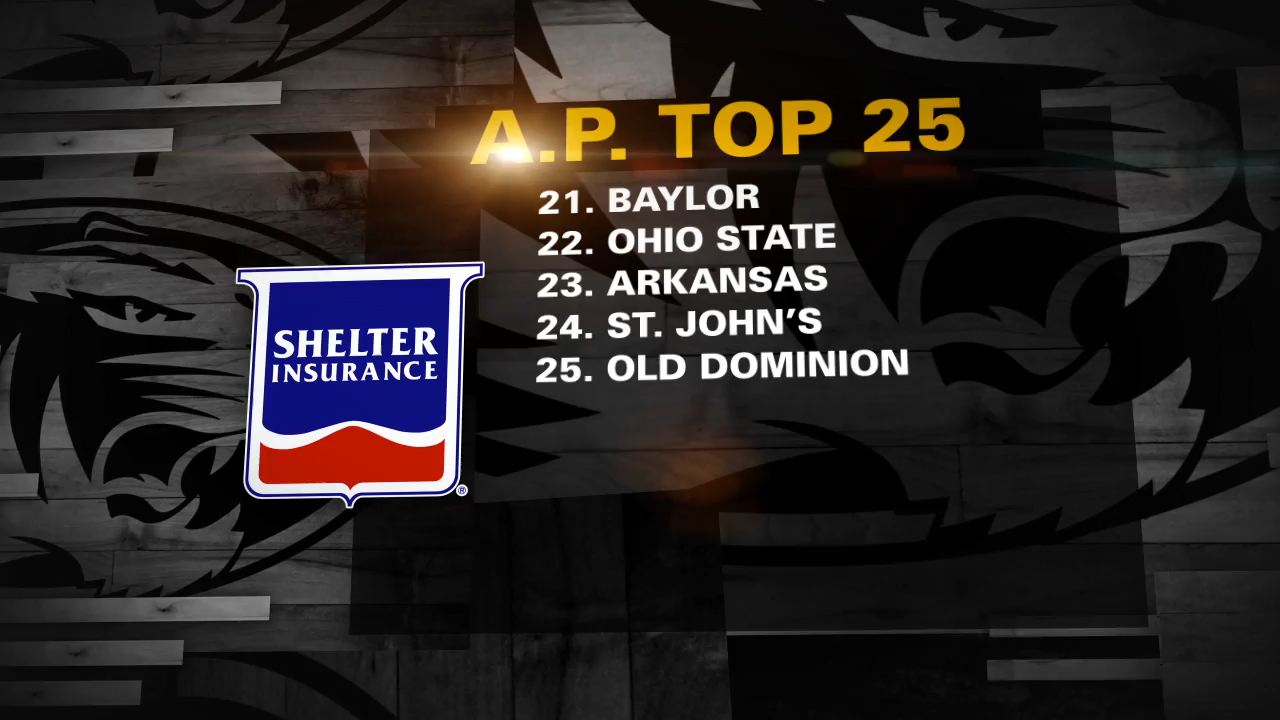 A.P. TOP 25
21. BAYLOR
22. OHIO STATE
23. ARKANSAS
24. ST. JOHN'S
25. OLD DOMINION
SHELTER
INSURANCE
®